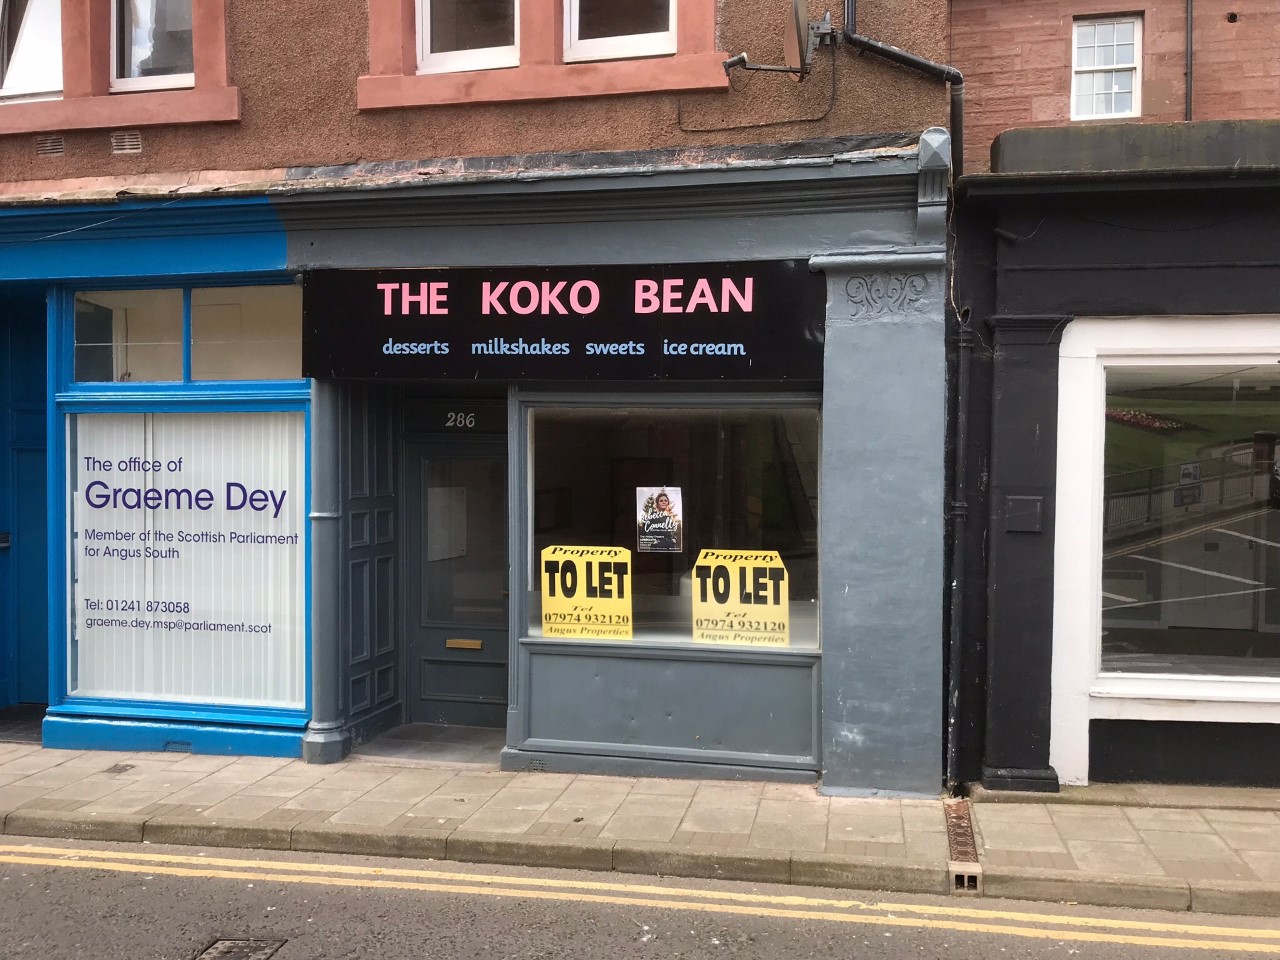 THE KOKO BEAN
desserts milkshakes sweets ice cream
286
The office of
Graeme Dey
Member of the Scottish Parliament
for Angus South
Tel: 01241 873058
graeme.dey.msp@parliament.scot
Rebecca
Connelly
Property
TO LET
Tel
07974 932120
Angus Properties
Property
TO LET
Tel
07974 932120
Angus Properties